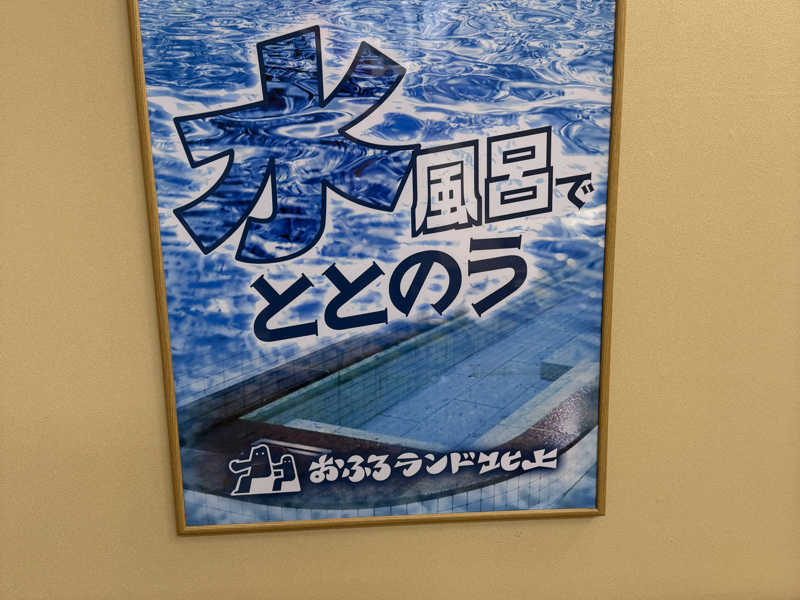 水風呂で
ととのう
おふろランド北上